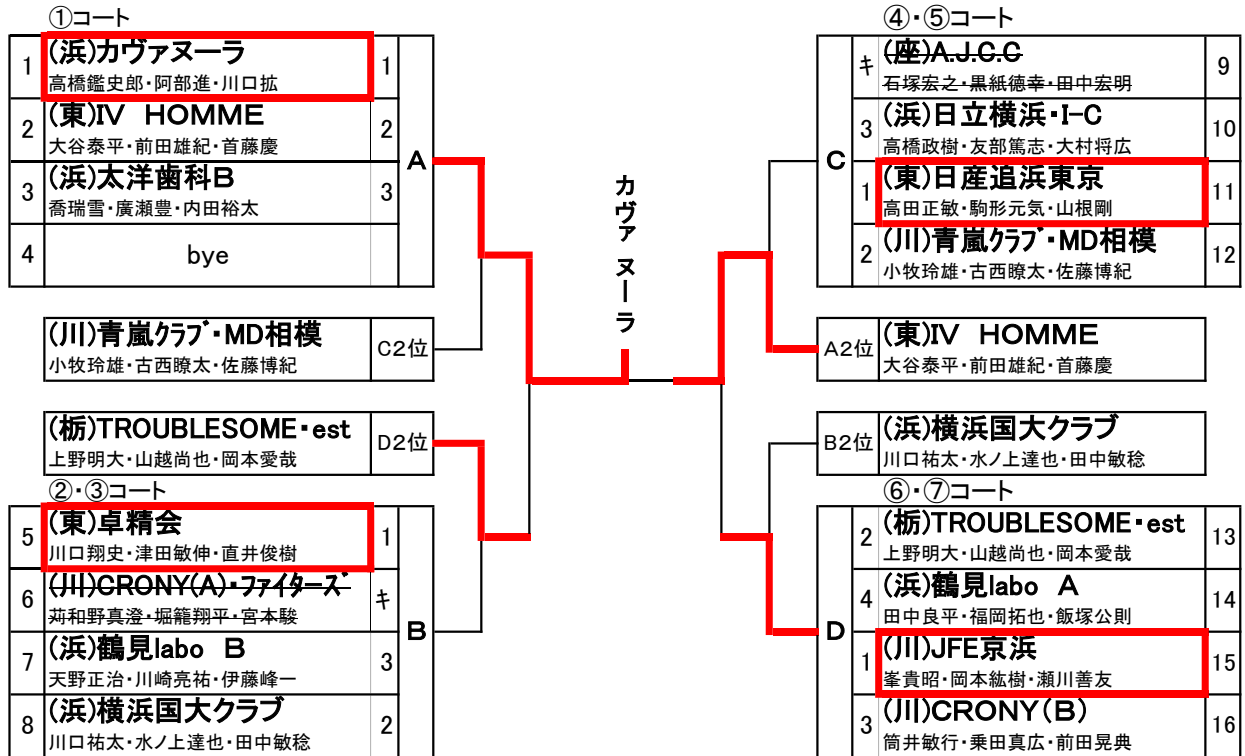 ①コート
1 (浜)カヴァヌーラ 1
高橋鑑史郎・阿部進・川口拡
2 (東)IV HOMME 2
大谷泰平・前田雄紀・首藤慶
3 (浜)太洋歯科B 3
喬瑞雪・廣瀬豊・内田裕太
4 bye
A
(川)青嵐クラブ・MD相模 C2位
小牧玲雄・古西瞭太・佐藤博紀
(栃)TROUBLESOME・est D2位
上野明大・山越尚也・岡本愛哉
②・③コート
5 (東)卓精会 1
川口翔史・津田敏伸・直井俊樹
6 (川)CRONY(A)・ファイターズ キ
苅和野真澄・堀籠翔平・宮本駿
7 (浜)鶴見labo B 3
天野正治・川崎亮祐・伊藤峰一
8 (浜)横浜国大クラブ 2
川口祐太・水ノ上達也・田中敏稔
B
カヴァヌーラ
④・⑤コート
キ (座)A.J.C.C 9
石塚宏之・黒紙徳幸・田中宏明
3 (浜)日立横浜・I-C 10
高橋政樹・友部篤志・大村将広
C
1 (東)日産追浜東京 11
高田正敏・駒形元気・山根剛
2 (川)青嵐クラブ・MD相模 12
小牧玲雄・古西瞭太・佐藤博紀
A2位 (東)IV HOMME
大谷泰平・前田雄紀・首藤慶
B2位 (浜)横浜国大クラブ
川口祐太・水ノ上達也・田中敏稔
⑥・⑦コート
2 (栃)TROUBLESOME・est 13
上野明大・山越尚也・岡本愛哉
4 (浜)鶴見labo A 14
田中良平・福岡拓也・飯塚公則
D
1 (川)JFE京浜 15
峯貴昭・岡本紘樹・瀬川善友
3 (川)CRONY(B) 16
筒井敏行・乗田真広・前田晃典